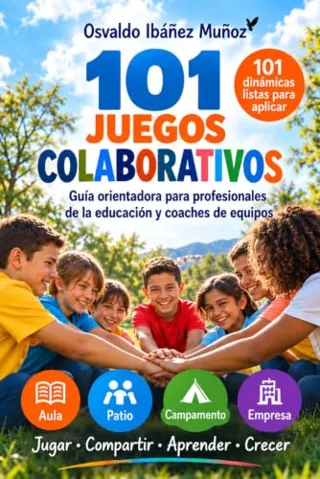 Osvaldo Ibáñez Muñoz
101
JUEGOS
COLABORATIVOS
101
dinámicas
listas para
aplicar
Guía orientadora para profesionales
de la educación y coaches de equipos
Aula
Patio
Campamento
Empresa
Jugar • Compartir • Aprender • Crecer